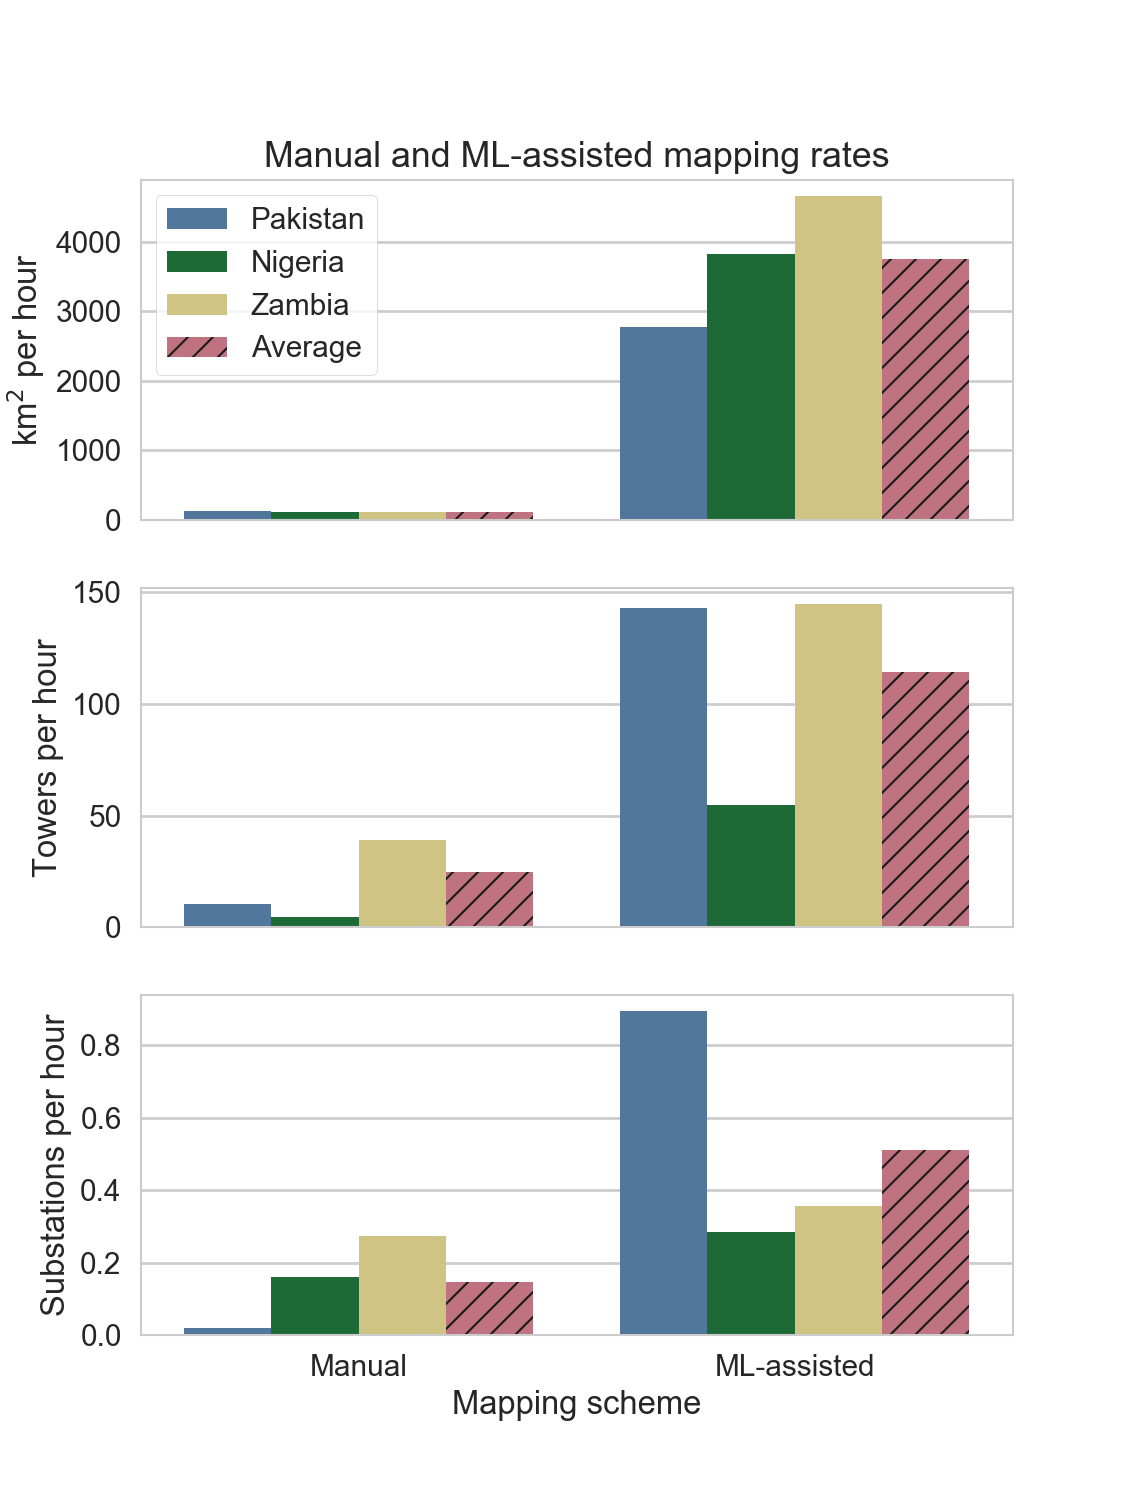 Manual and ML-assisted mapping rates
Pakistan
Nigeria
Zambia
Average
km² per hour
4000
3000
2000
1000
0
Towers per hour
150
100
50
0
Substations per hour
0.8
0.6
0.4
0.2
0.0
Manual ML-assisted
Mapping scheme